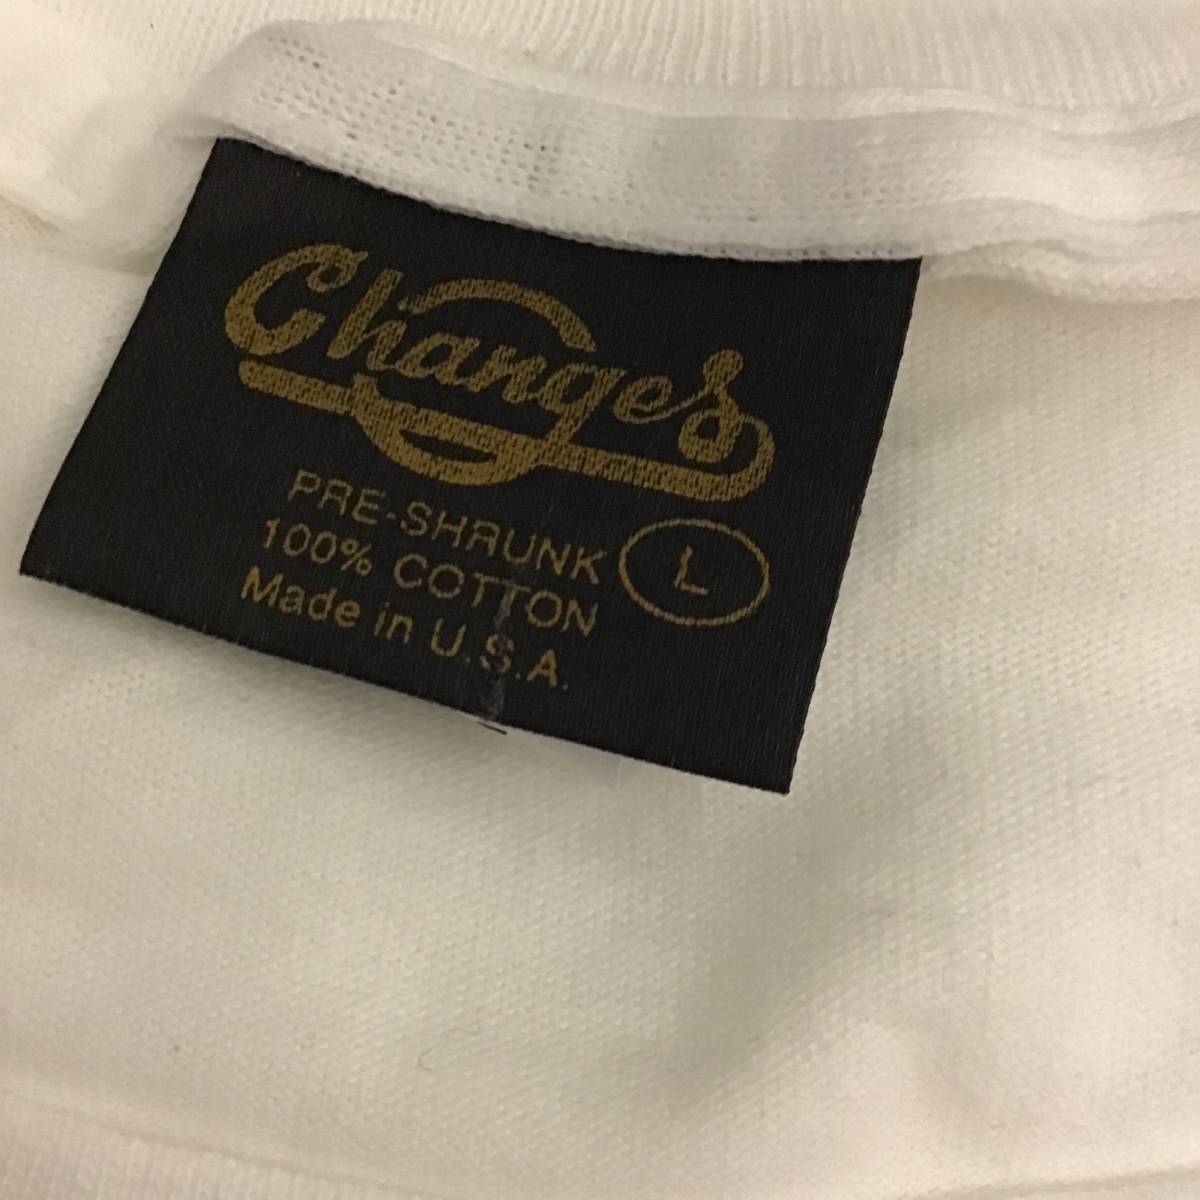 Changes
PRE-SHRUNK
100% COTTON
Made in U.S.A.
L